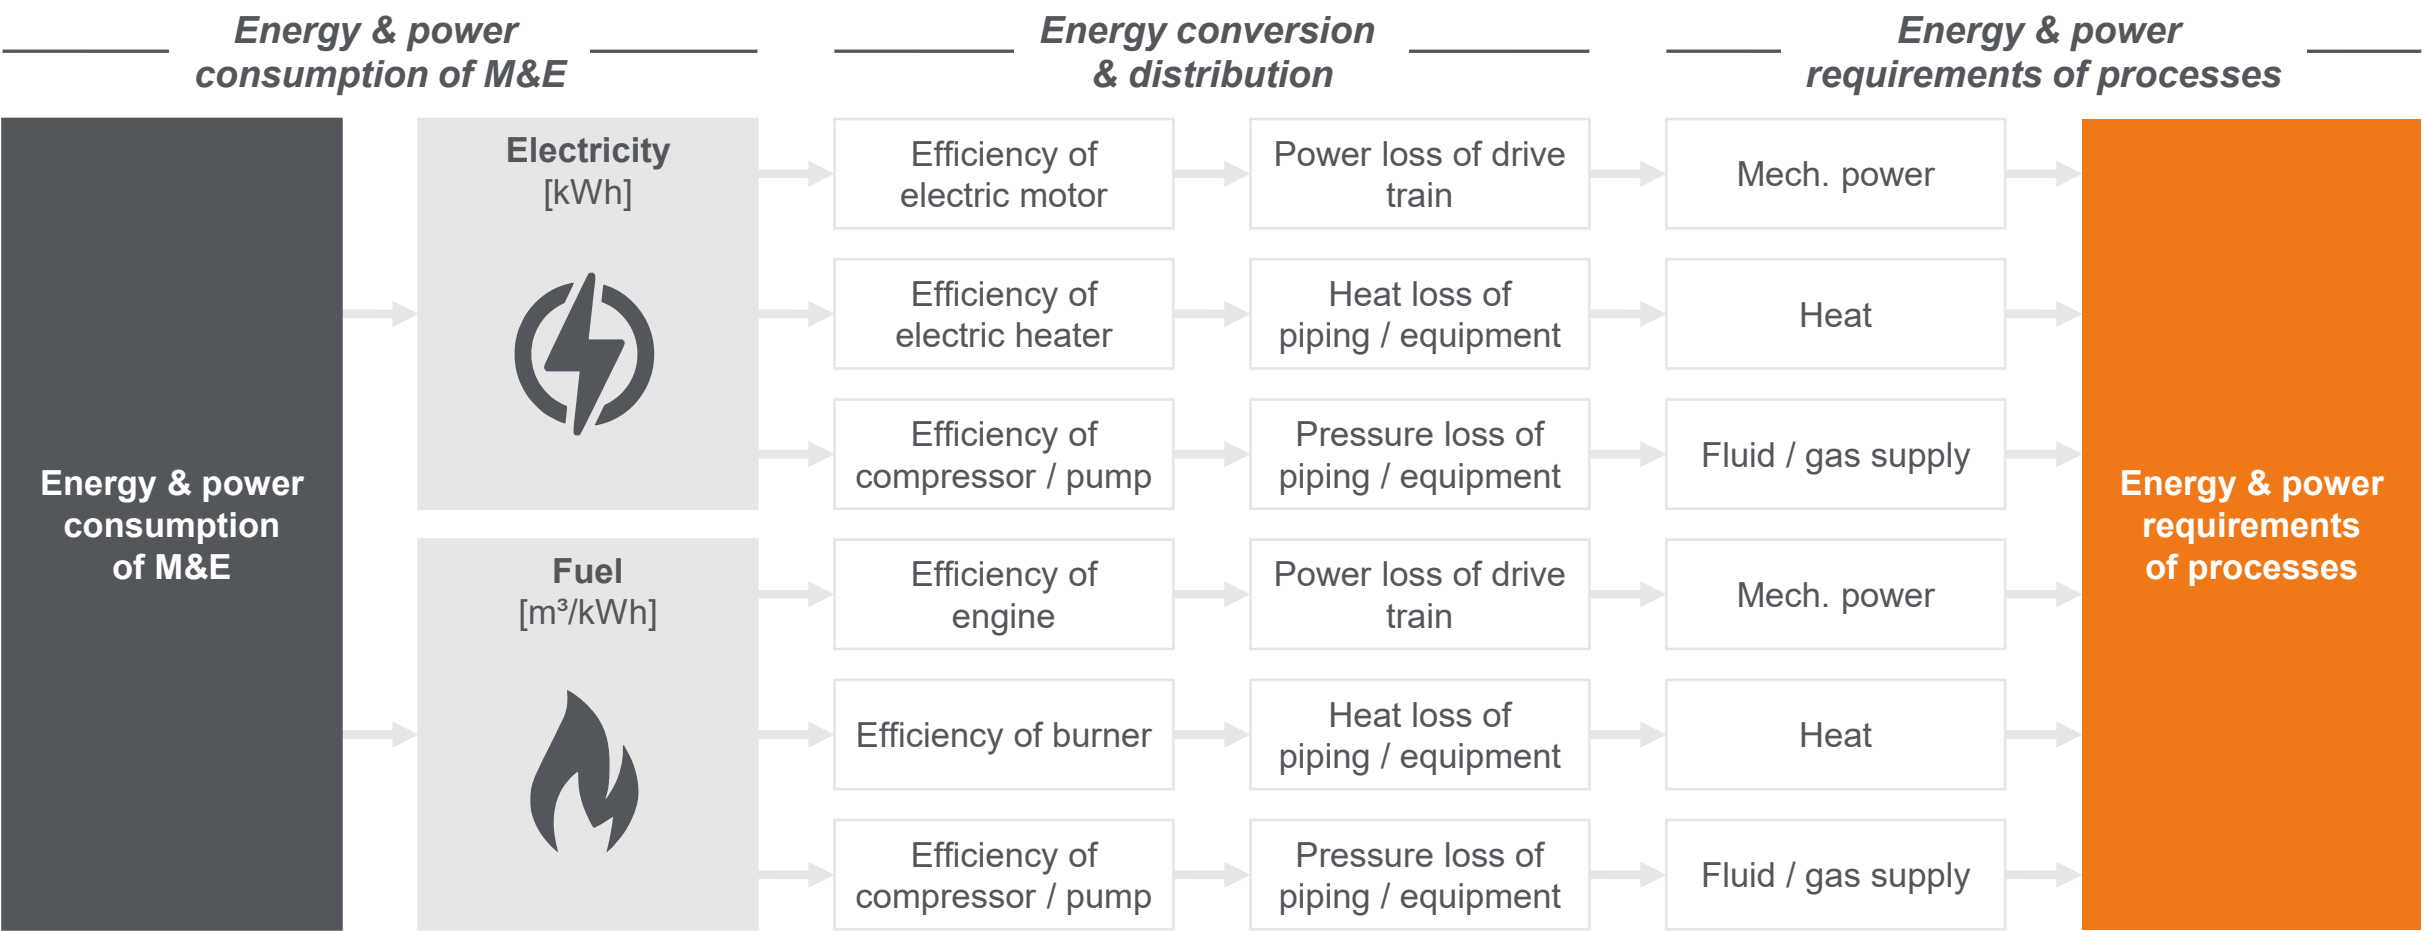 Energy & power
consumption of M&E
Energy conversion
& distribution
Energy & power
requirements of processes
Energy & power
consumption
of M&E
Electricity
[kWh]
Efficiency of
electric motor
Power loss of drive
train
Mech. power
Efficiency of
electric heater
Heat loss of
piping / equipment
Heat
Efficiency of
compressor / pump
Pressure loss of
piping / equipment
Fluid / gas supply
Fuel
[m³/kWh]
Efficiency of
engine
Power loss of drive
train
Mech. power
Efficiency of burner
Heat loss of
piping / equipment
Heat
Efficiency of
compressor / pump
Pressure loss of
piping / equipment
Fluid / gas supply
Energy & power
requirements
of processes